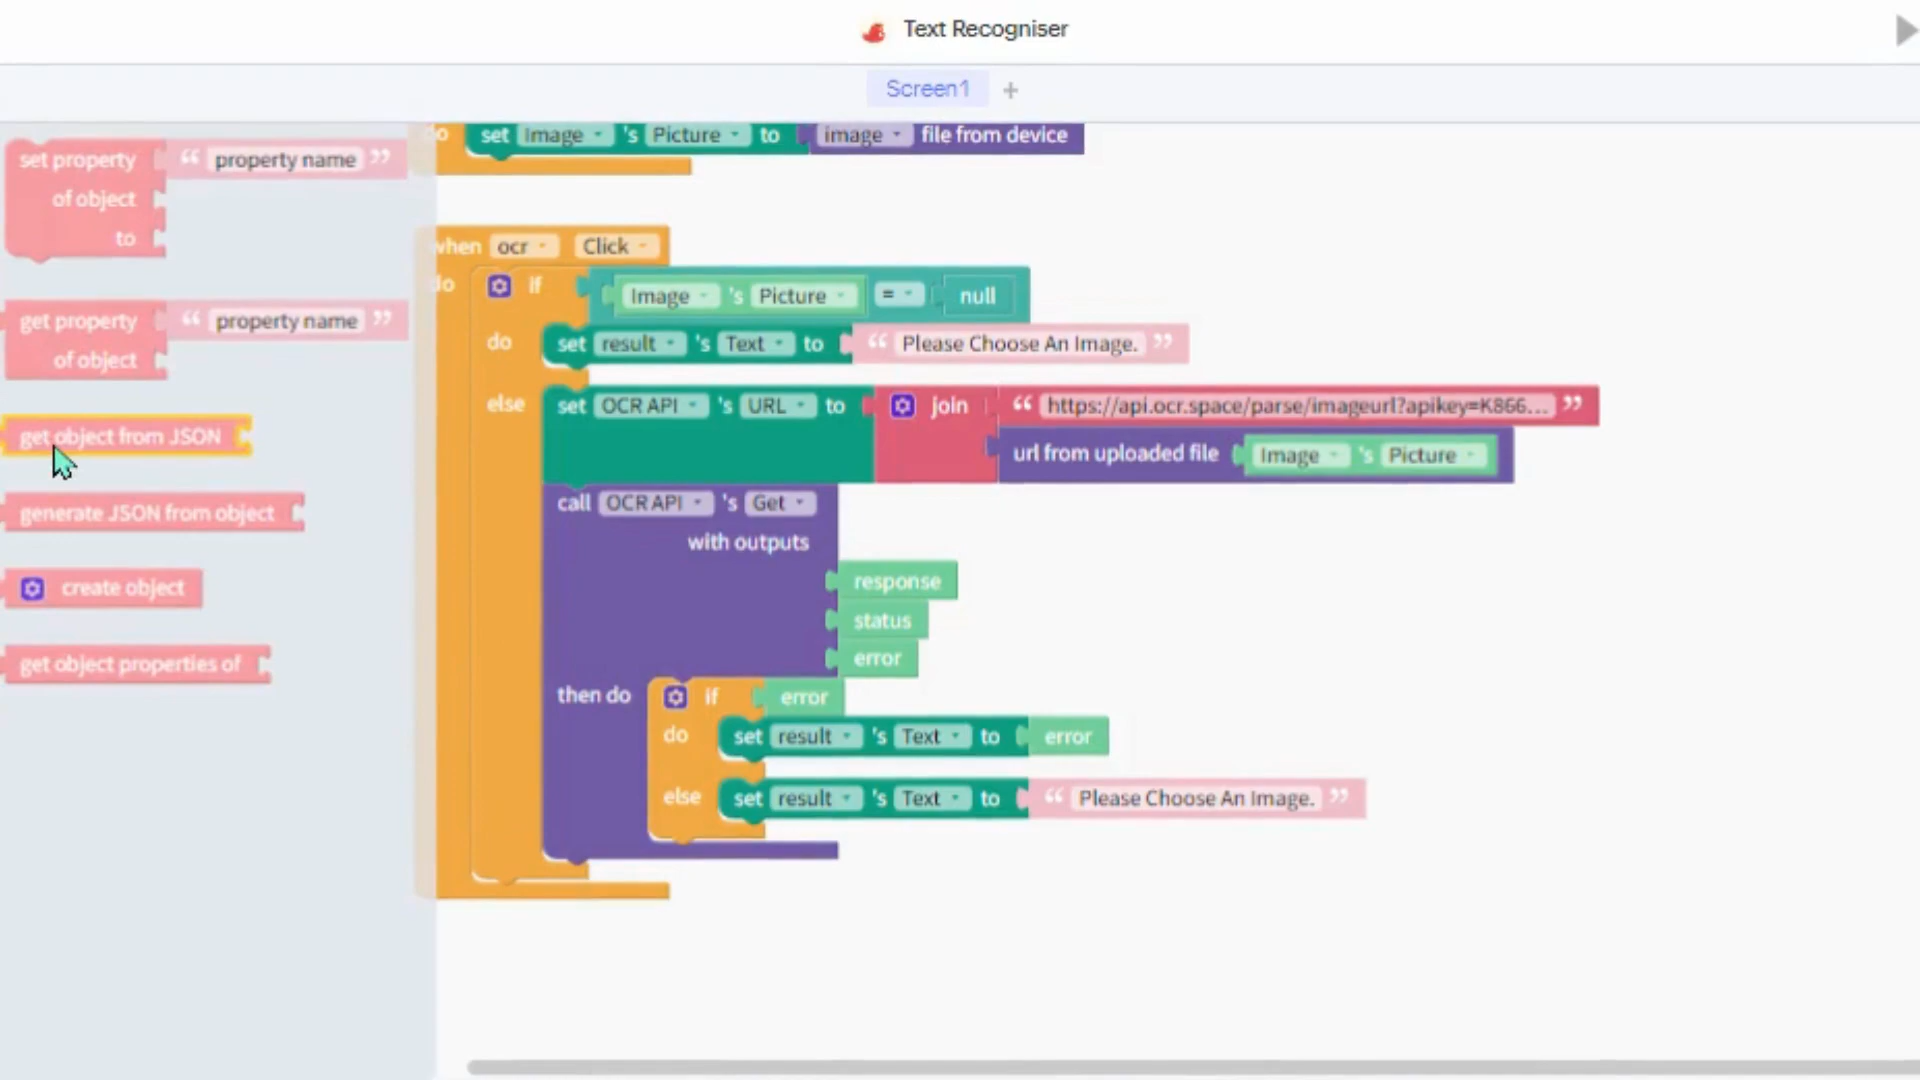 Text Recogniser
Screen1 +
set property “ property name ”
of object
to
get property “ property name ”
of object
get object from JSON
generate JSON from object
create object
get object properties of
do set Image 's Picture to image file from device
when ocr Click
do if Image 's Picture = null
do set result 's Text to “ Please Choose An Image. ”
else set OCR API 's URL to join “ https://api.ocr.space/parse/imageurl?apikey=K866... ”
url from uploaded file Image 's Picture
call OCR API 's Get
with outputs
response
status
error
then do if error
do set result 's Text to error
else set result 's Text to “ Please Choose An Image. ”